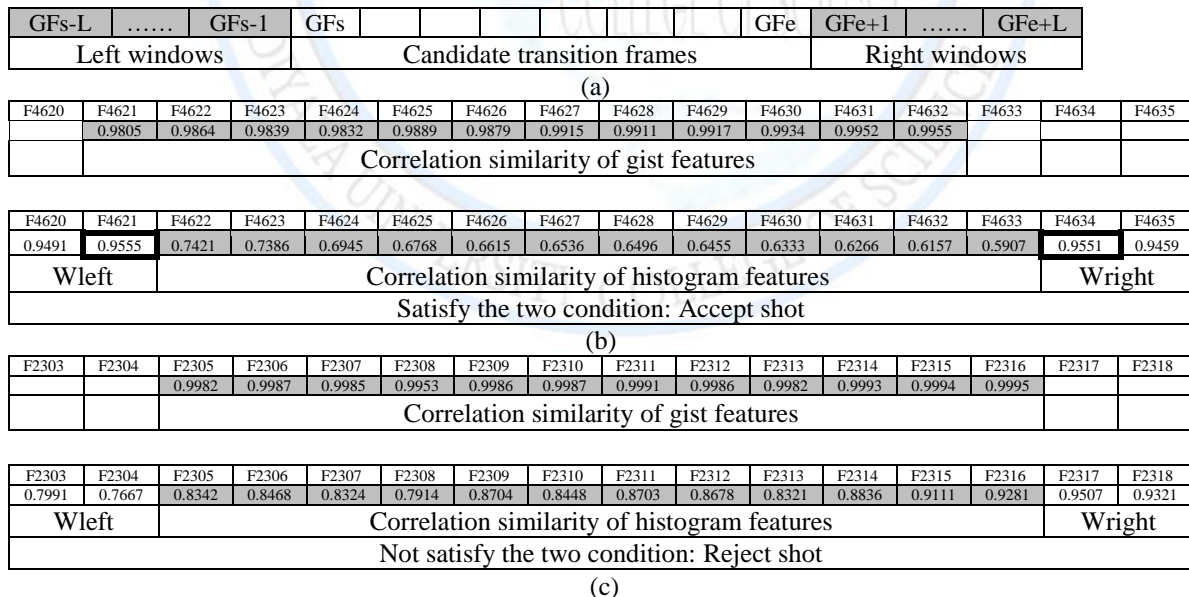 GFs-L …… GFs-1 GFs GFe GFe+1 …… GFe+L
Left windows Candidate transition frames Right windows
(a)
F4620 F4621 F4622 F4623 F4624 F4625 F4626 F4627 F4628 F4629 F4630 F4631 F4632 F4633 F4634 F4635
0.9805 0.9864 0.9839 0.9832 0.9889 0.9879 0.9915 0.9911 0.9917 0.9934 0.9952 0.9955
Correlation similarity of gist features
F4620 F4621 F4622 F4623 F4624 F4625 F4626 F4627 F4628 F4629 F4630 F4631 F4632 F4633 F4634 F4635
0.9491 0.9555 0.7421 0.7386 0.6945 0.6768 0.6615 0.6536 0.6496 0.6455 0.6333 0.6266 0.6157 0.5907 0.9551 0.9459
Wleft Correlation similarity of histogram features Wright
Satisfy the two condition: Accept shot
(b)
F2303 F2304 F2305 F2306 F2307 F2308 F2309 F2310 F2311 F2312 F2313 F2314 F2315 F2316 F2317 F2318
0.9982 0.9987 0.9985 0.9953 0.9986 0.9987 0.9991 0.9986 0.9982 0.9993 0.9994 0.9995
Correlation similarity of gist features
F2303 F2304 F2305 F2306 F2307 F2308 F2309 F2310 F2311 F2312 F2313 F2314 F2315 F2316 F2317 F2318
0.7991 0.7667 0.8342 0.8468 0.8324 0.7914 0.8704 0.8448 0.8703 0.8678 0.8321 0.8836 0.9111 0.9281 0.9507 0.9321
Wleft Correlation similarity of histogram features Wright
Not satisfy the two condition: Reject shot
(c)